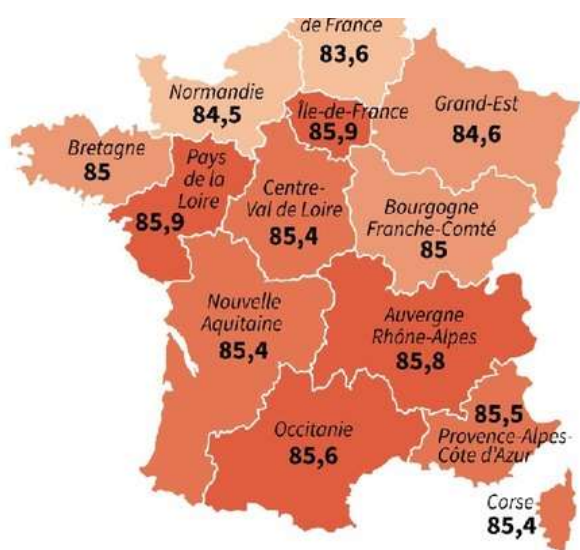 de France
83,6
Normandie
84,5
Île-de-France
85,9
Grand-Est
84,6
Bretagne
85
Pays
de la
Loire
85,9
Centre-
Val de Loire
85,4
Bourgogne
Franche-Comté
85
Nouvelle
Aquitaine
85,4
Auvergne
Rhône-Alpes
85,8
Occitanie
85,6
85,5
Provence-Alpes-
Côte d'Azur
Corse
85,4